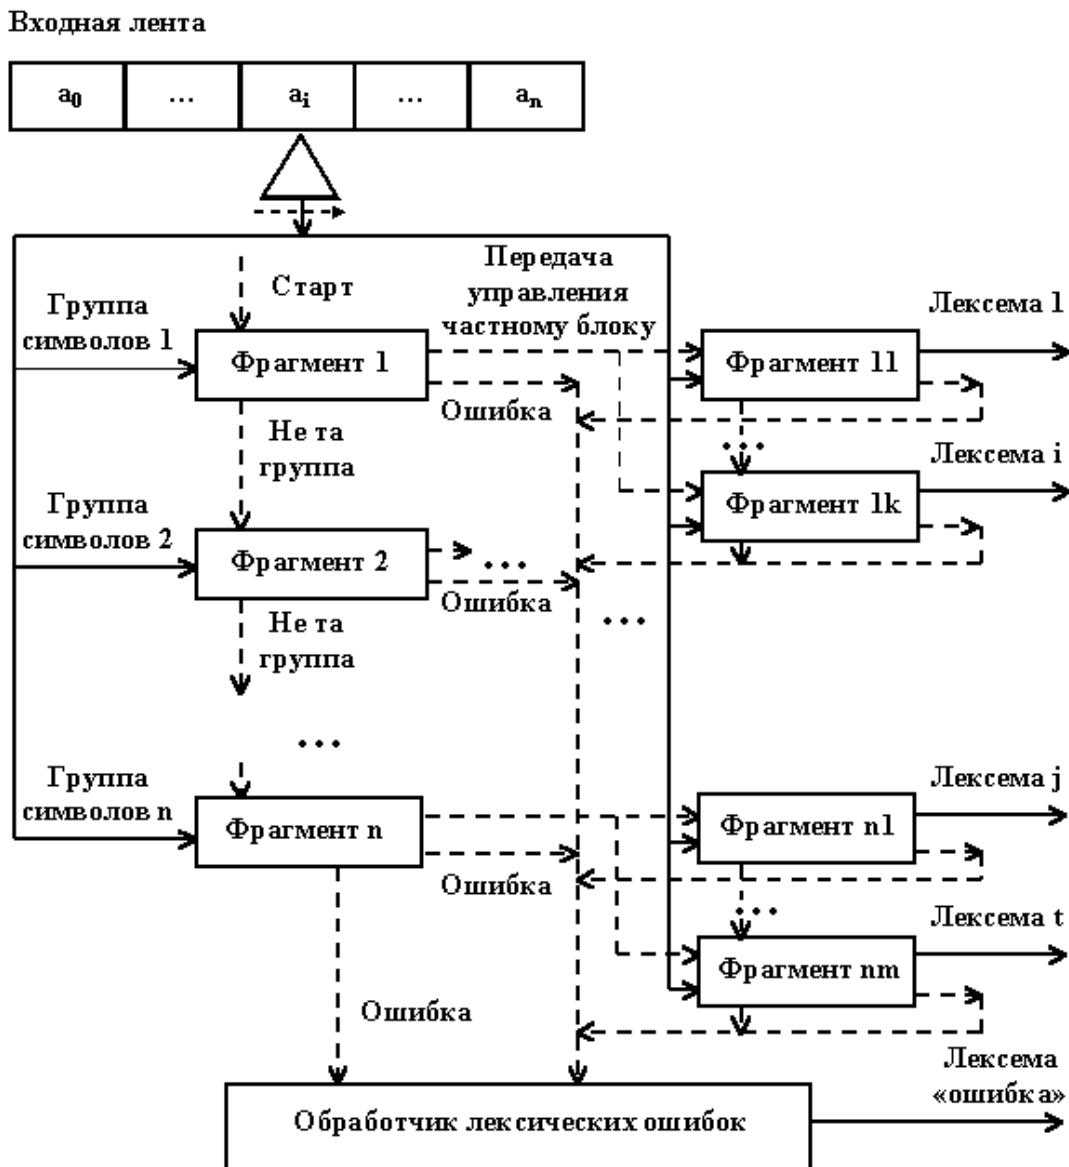 Входная лента
a0 ... ai ... an
Старт
Передача
управления
частному блоку
Группа
символов 1
Фрагмент 1
Ошибка
Фрагмент 11
Лексема 1
Не та
группа
...
Фрагмент 1k
Лексема i
Группа
символов 2
Фрагмент 2
...
Ошибка
...
Не та
группа
...
Группа
символов n
Фрагмент n
Ошибка
Фрагмент n1
Лексема j
...
Фрагмент nm
Лексема t
Ошибка
Обработчик лексических ошибок
Лексема
«ошибка»